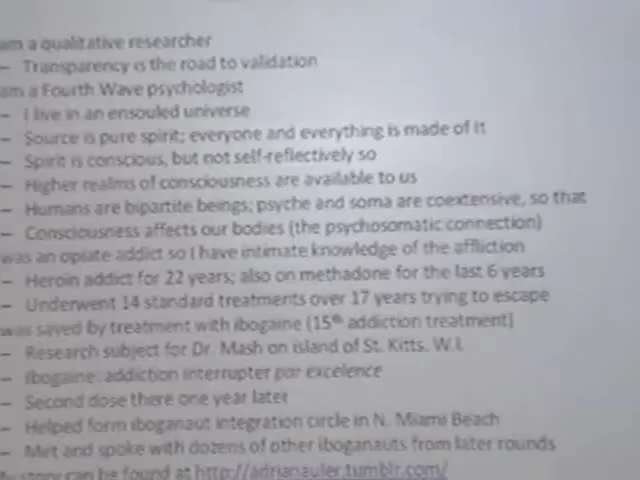 am a qualitative researcher
– Transparency is the road to validation
am a Fourth Wave psychologist
– I live in an ensouled universe
– Source is pure spirit; everyone and everything is made of It
– Spirit is conscious, but not self-reflectively so
– Higher realms of consciousness are available to us
– Humans are bipartite beings; psyche and soma are coextensive, so that
– Consciousness affects our bodies (the psychosomatic connection)
was an opiate addict so I have intimate knowledge of the affliction
– Heroin addict for 22 years; also on methadone for the last 6 years
– Underwent 14 standard treatments over 17 years trying to escape
was saved by treatment with ibogaine (15th addiction treatment)
– Research subject for Dr. Mash on island of St. Kitts, W.I.
– Ibogaine: addiction interrupter par excelence
– Second dose there one year later
– Helped form iboganaut integration circle in N. Miami Beach
– Met and spoke with dozens of other iboganauts from later rounds
story can be found at http://adrianauler.tumblr.com/